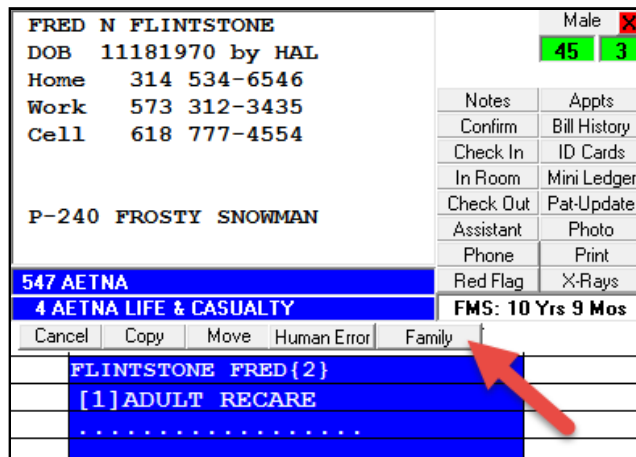 FRED N FLINTSTONE
DOB 11181970 by HAL
Home 314 534-6546
Work 573 312-3435
Cell 618 777-4554
P-240 FROSTY SNOWMAN
547 AETNA
4 AETNA LIFE & CASUALTY
Male X
45 3
Notes Appts
Confirm Bill History
Check In ID Cards
In Room Mini Ledger
Check Out Pat-Update
Assistant Photo
Phone Print
Red Flag X-Rays
FMS: 10 Yrs 9 Mos
Cancel Copy Move Human Error Family
FLINTSTONE FRED{2}
[1]ADULT RECARE
. . . . . . . . . . . . . . . . . .